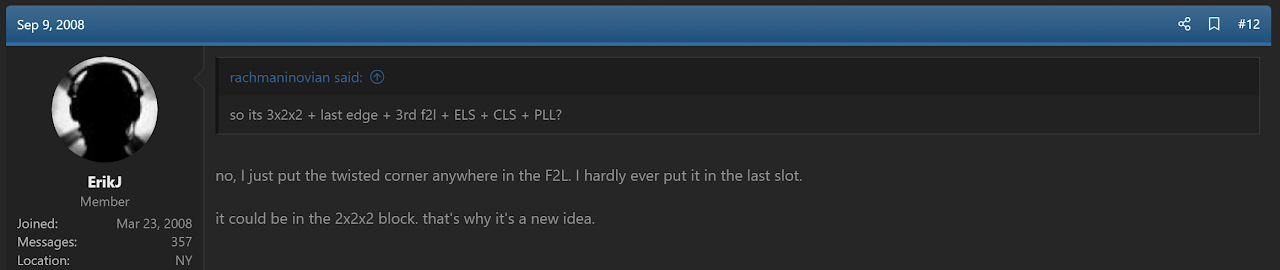 Sep 9, 2008
#12
rachmaninovian said:
so its 3x2x2 + last edge + 3rd f2l + ELS + CLS + PLL?
no, I just put the twisted corner anywhere in the F2L. I hardly ever put it in the last slot.
it could be in the 2x2x2 block. that's why it's a new idea.
ErikJ
Member
Joined: Mar 23, 2008
Messages: 357
Location: NY